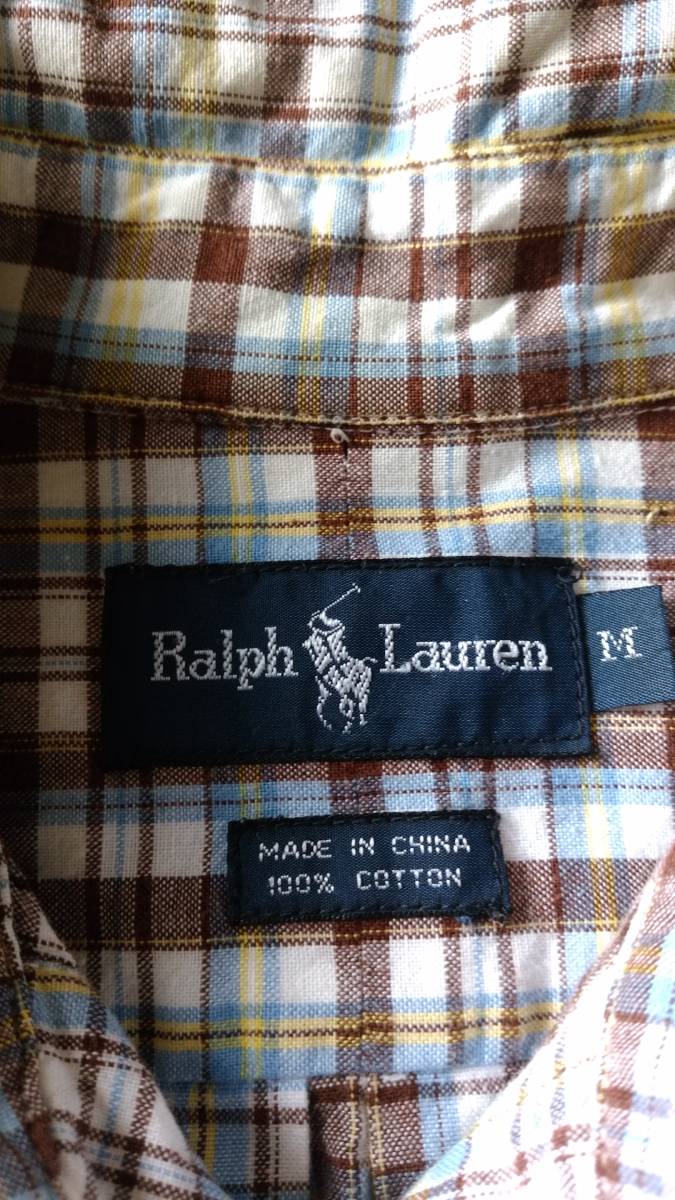 Ralph Lauren
M
MADE IN CHINA
100% COTTON